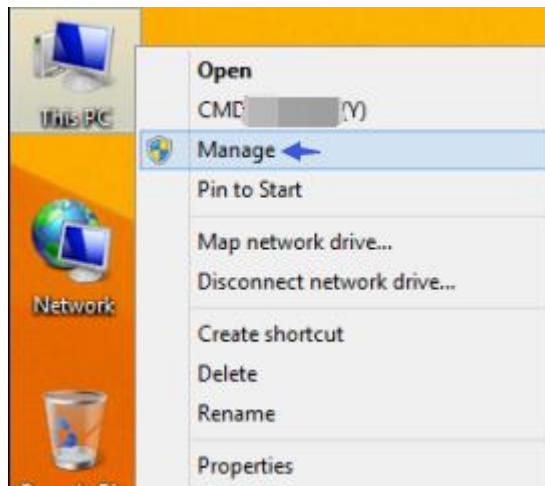 This PC
Network
Open
CMD (Y)
Manage
Pin to Start
Map network drive...
Disconnect network drive...
Create shortcut
Delete
Rename
Properties